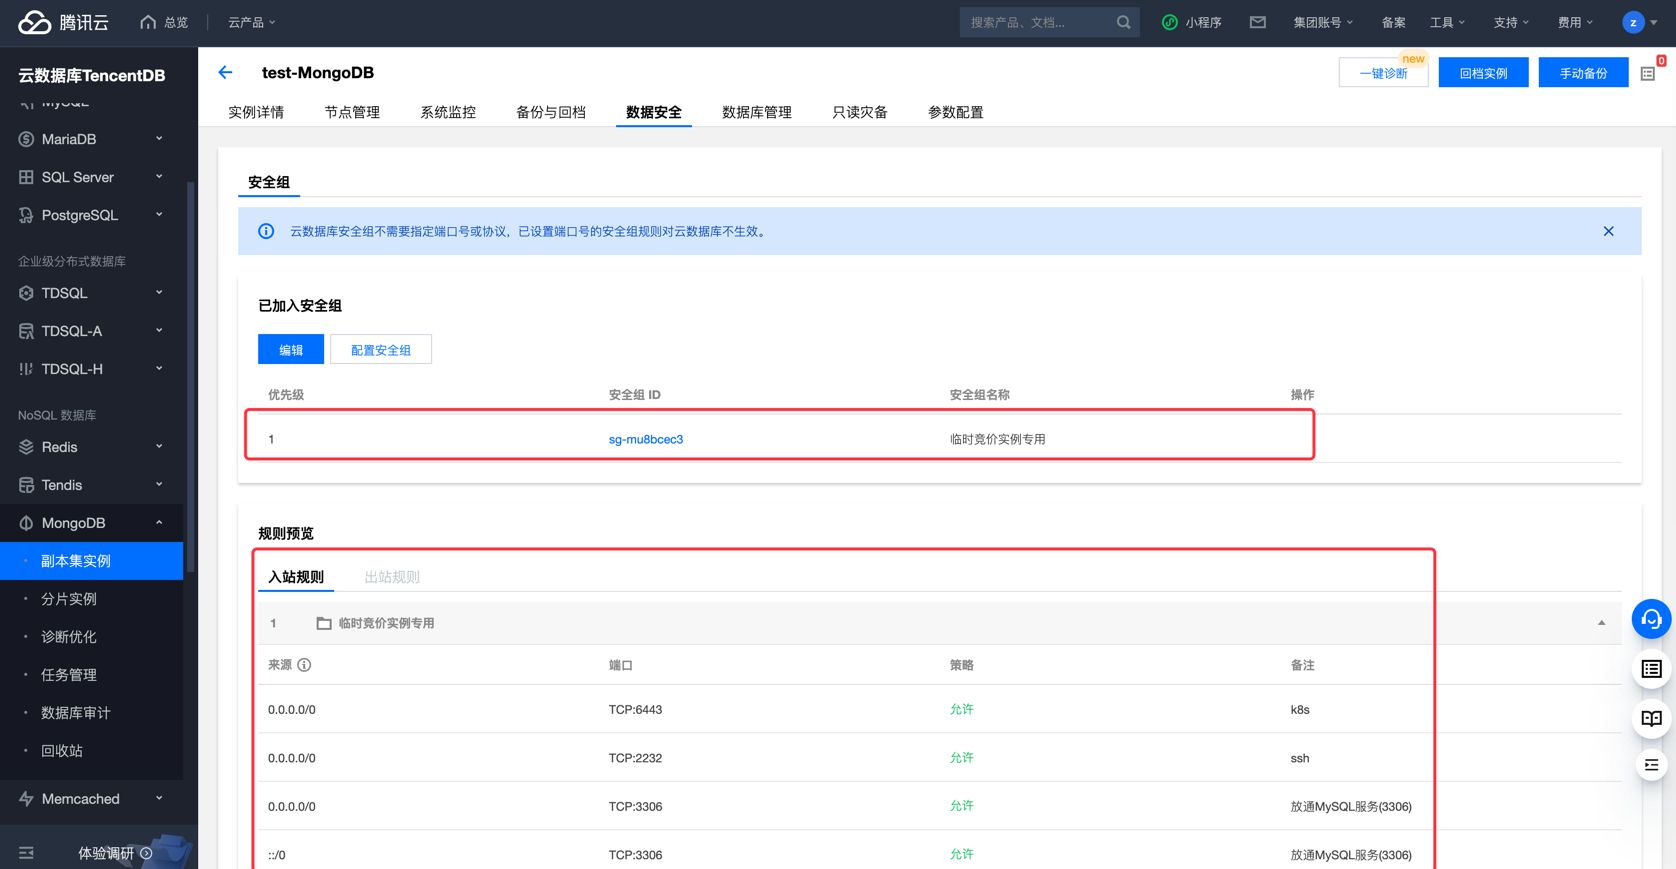 腾讯云
总览
云产品
搜索产品、文档...
小程序
集团账号
备案
工具
支持
费用
z
云数据库TencentDB
MySQL
MariaDB
SQL Server
PostgreSQL
企业级分布式数据库
TDSQL
TDSQL-A
TDSQL-H
NoSQL 数据库
Redis
Tendis
MongoDB
副本集实例
分片实例
诊断优化
任务管理
数据库审计
回收站
Memcached
体验调研
test-MongoDB
一键诊断
new
回档实例
手动备份
0
实例详情
节点管理
系统监控
备份与回档
数据安全
数据库管理
只读灾备
参数配置
安全组
云数据库安全组不需要指定端口号或协议，已设置端口号的安全组规则对云数据库不生效。
已加入安全组
编辑
配置安全组
优先级 安全组 ID 安全组名称 操作
1 sg-mu8bcec3 临时竞价实例专用
规则预览
入站规则 出站规则
1 临时竞价实例专用
来源 端口 策略 备注
0.0.0.0/0 TCP:6443 允许 k8s
0.0.0.0/0 TCP:2232 允许 ssh
0.0.0.0/0 TCP:3306 允许 放通MySQL服务(3306)
::/0 TCP:3306 允许 放通MySQL服务(3306)